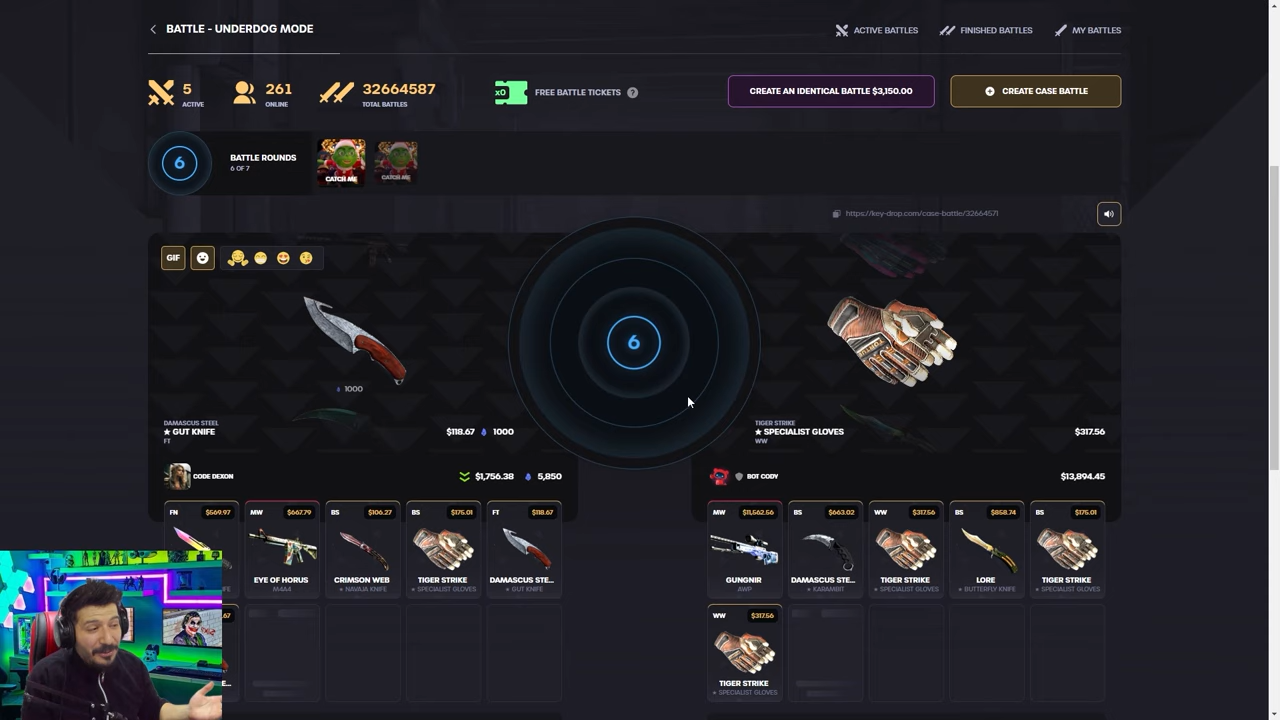 BATTLE - UNDERDOG MODE
ACTIVE BATTLES
FINISHED BATTLES
MY BATTLES
5
ACTIVE
261
ONLINE
32664587
TOTAL BATTLES
x0
FREE BATTLE TICKETS ?
CREATE AN IDENTICAL BATTLE $3,150.00
CREATE CASE BATTLE
6
BATTLE ROUNDS
6 OF 7
CATCH ME
CATCH ME
https://key-drop.com/case-battle/32664571
GIF
6
1000
DAMASCUS STEEL
★ GUT KNIFE
FT
$118.67 1000
TIGER STRIKE
★ SPECIALIST GLOVES
WW
$317.56
CODE DEXON
$1,756.38 5,850
BOT CODY
$13,894.45
FN $569.97
MW $667.79
EYE OF HORUS
M4A4
BS $106.27
CRIMSON WEB
★ NAVAJA KNIFE
BS $175.01
TIGER STRIKE
★ SPECIALIST GLOVES
FT $118.67
DAMASCUS STE...
★ GUT KNIFE
MW $11,562.56
GUNGNIR
AWP
BS $663.02
DAMASCUS STE...
★ KARAMBIT
WW $317.56
TIGER STRIKE
★ SPECIALIST GLOVES
BS $858.74
LORE
★ BUTTERFLY KNIFE
BS $175.01
TIGER STRIKE
★ SPECIALIST GLOVES
WW $317.56
TIGER STRIKE
★ SPECIALIST GLOVES